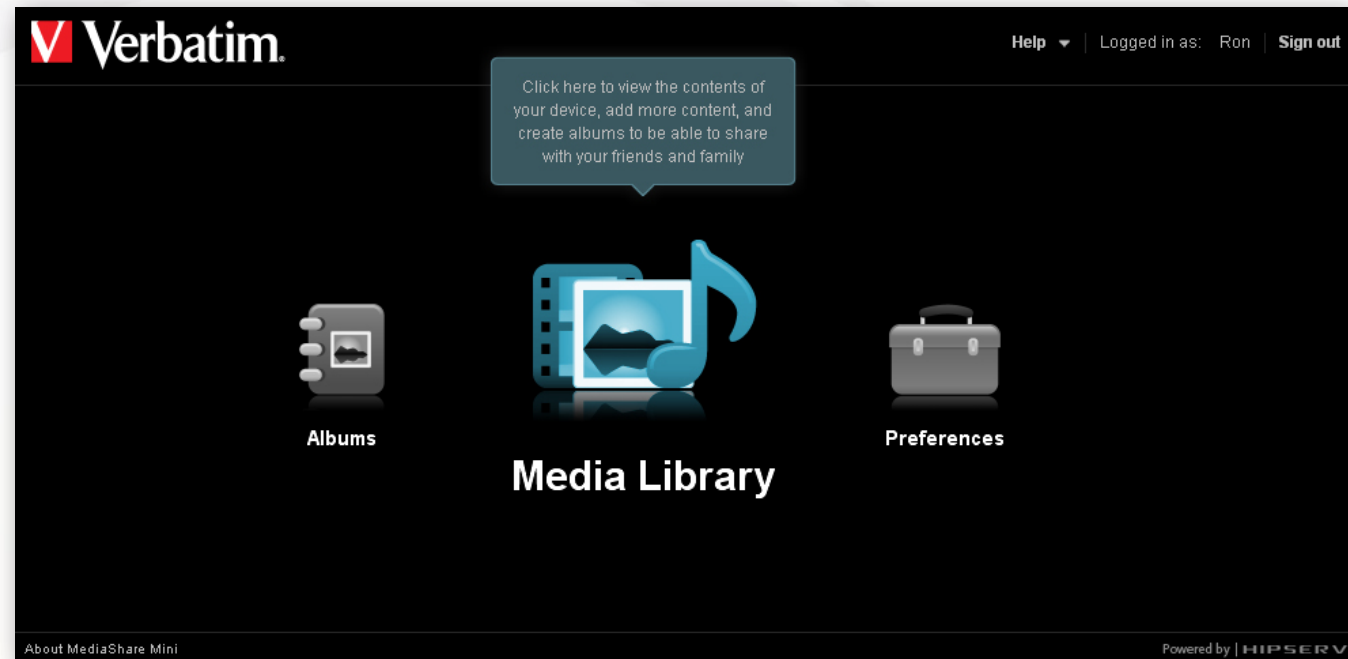 Verbatim.
Help
Logged in as: Ron
Sign out
Click here to view the contents of
your device, add more content, and
create albums to be able to share
with your friends and family
Albums
Media Library
Preferences
About MediaShare Mini
Powered by | HIPSERV